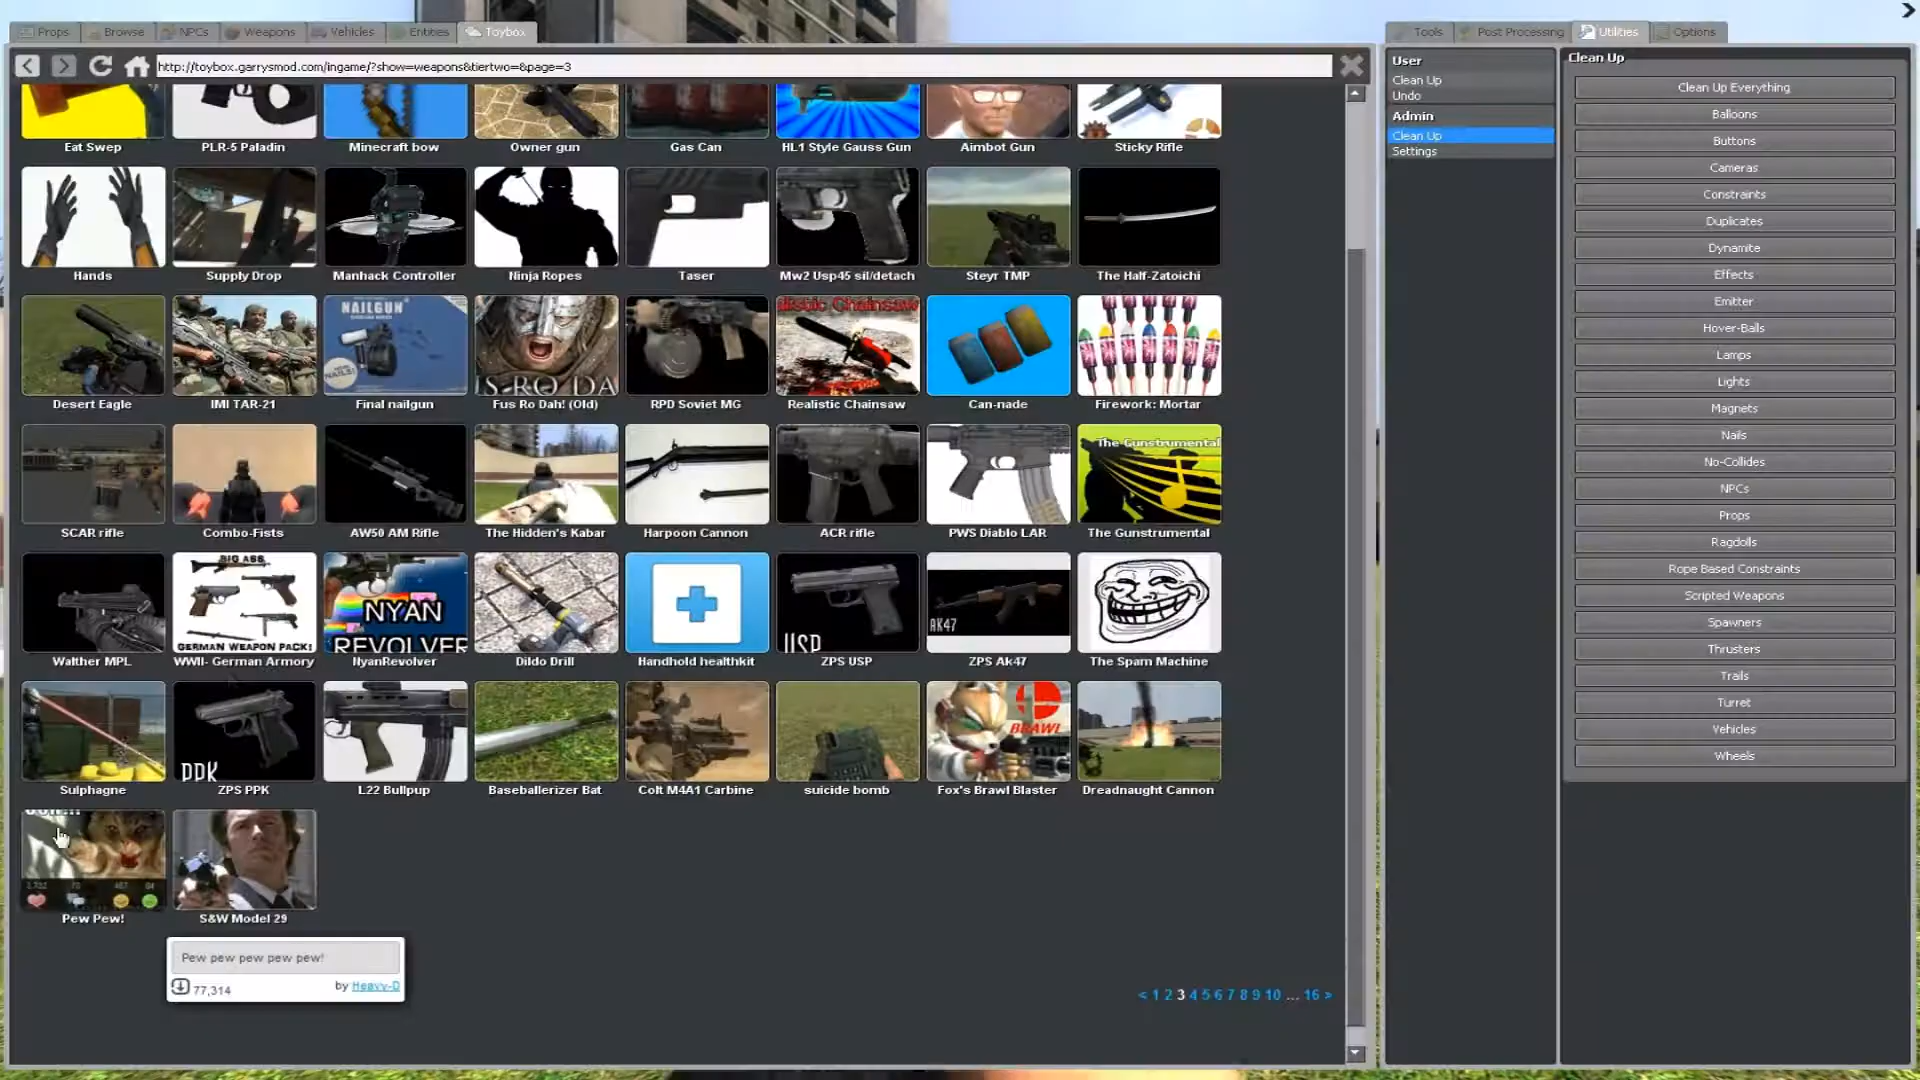 Props
Browse
NPCs
Weapons
Vehicles
Entities
Toybox
Tools
Post Processing
Utilities
Options
http://toybox.garrysmod.com/ingame/?show=weapons&tiertwo=&page=3
Eat Swep
PLR-5 Paladin
Minecraft bow
Owner gun
Gas Can
HL1 Style Gauss Gun
Aimbot Gun
Sticky Rifle
Hands
Supply Drop
Manhack Controller
Ninja Ropes
Taser
Mw2 Usp45 sil/detach
Steyr TMP
The Half-Zatoichi
NAILGUN
S-RO DA
listic Chainsaw
Desert Eagle
IMI TAR-21
Final nailgun
Fus Ro Dah! (Old)
RPD Soviet MG
Realistic Chainsaw
Can-nade
Firework: Mortar
The Gunstrumental
SCAR rifle
Combo-Fists
AW50 AM Rifle
The Hidden's Kabar
Harpoon Cannon
ACR rifle
PWS Diablo LAR
The Gunstrumental
BIG ASS
GERMAN WEAPON PACK!
NYAN
REVOLVER
USP
AK47
Walther MPL
WWII- German Armory
NyanRevolver
Dildo Drill
Handhold healthkit
ZPS USP
ZPS Ak47
The Spam Machine
PPK
BRAWL
Sulphagne
ZPS PPK
L22 Bullpup
Baseballerizer Bat
Colt M4A1 Carbine
suicide bomb
Fox's Brawl Blaster
Dreadnaught Cannon
Pew Pew!
S&W Model 29
Pew pew pew pew pew!
77,314
by Heavy-D
< 1 2 3 4 5 6 7 8 9 10 ... 16 >
User
Clean Up
Undo
Admin
Clean Up
Settings
Clean Up
Clean Up Everything
Balloons
Buttons
Cameras
Constraints
Duplicates
Dynamite
Effects
Emitter
Hover-Balls
Lamps
Lights
Magnets
Nails
No-Collides
NPCs
Props
Ragdolls
Rope Based Constraints
Scripted Weapons
Spawners
Thrusters
Trails
Turret
Vehicles
Wheels